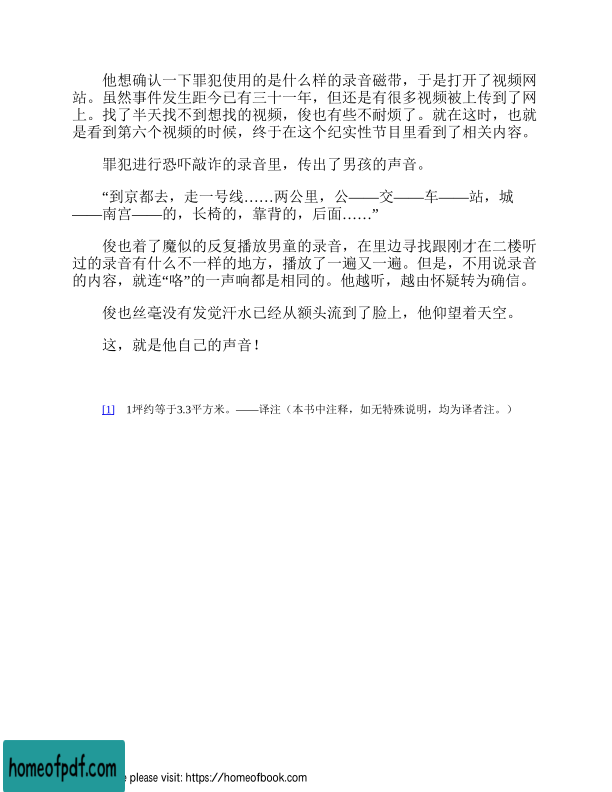 他想确认一下罪犯使用的是什么样的录音磁带，于是打开了视频网
站。虽然事件发生距今已有三十一年，但还是有很多视频被上传到了网
上。找了半天找不到想找的视频，俊也有些不耐烦了。就在这时，也就
是看到第六个视频的时候，终于在这个纪实性节目里看到了相关内容。
罪犯进行恐吓敲诈的录音里，传出了男孩的声音。
“到京都去，走一号线……两公里，公——交——车——站，城
——南宫——的，长椅的，靠背的，后面……”
俊也着了魔似的反复播放男童的录音，在里边寻找跟刚才在二楼听
过的录音有什么不一样的地方，播放了一遍又一遍。但是，不用说录音
的内容，就连“咯”的一声响都是相同的。他越听，越由怀疑转为确信。
俊也丝毫没有发觉汗水已经从额头流到了脸上，他仰望着天空。
这，就是他自己的声音！
[1] 1坪约等于3.3平方米。——译注（本书中注释，如无特殊说明，均为译者注。）
homeofpdf.com
please visit: https://homeofbook.com